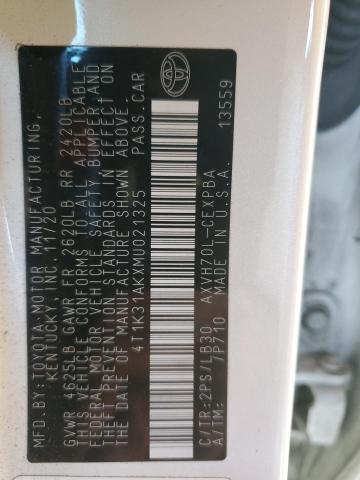 MFD.BY:TOYOTA MOTOR MANUFACTURING,
KENTUCKY, INC. 11/20
GVWR 4625LB GAWR FR 2620LB RR 2420LB
THIS VEHICLE CONFORMS TO ALL APPLICABLE
FEDERAL MOTOR VEHICLE SAFETY, BUMPER,AND
THEFT PREVENTION STANDARDS IN EFFECT ON
THE DATE OF MANUFACTURE SHOWN ABOVE.
4T1K31AKXMU021325 PASS.CAR
C/TR:2PS/LB30 AXVH70L-CEXPBA
A/TM: /P710 MADE IN U.S.A. 13559